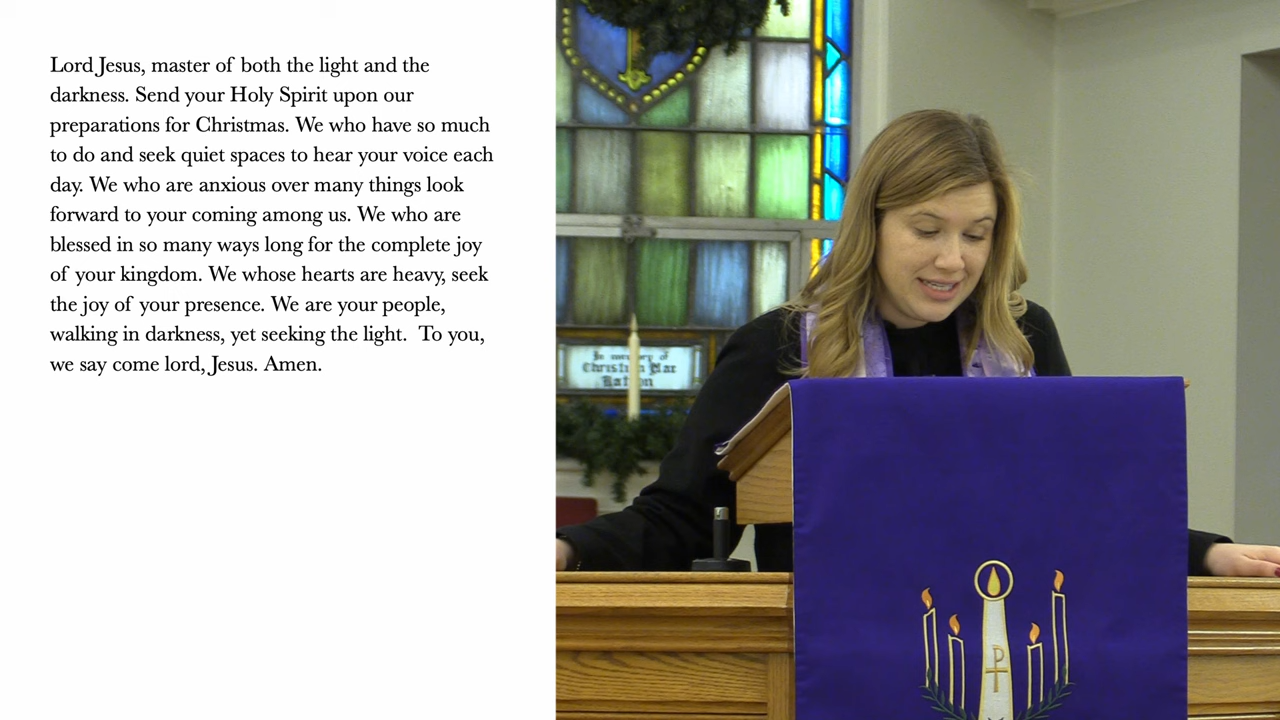 Lord Jesus, master of both the light and the
darkness. Send your Holy Spirit upon our
preparations for Christmas. We who have so much
to do and seek quiet spaces to hear your voice each
day. We who are anxious over many things look
forward to your coming among us. We who are
blessed in so many ways long for the complete joy
of your kingdom. We whose hearts are heavy, seek
the joy of your presence. We are your people,
walking in darkness, yet seeking the light.  To you,
we say come lord, Jesus. Amen.
In memory of